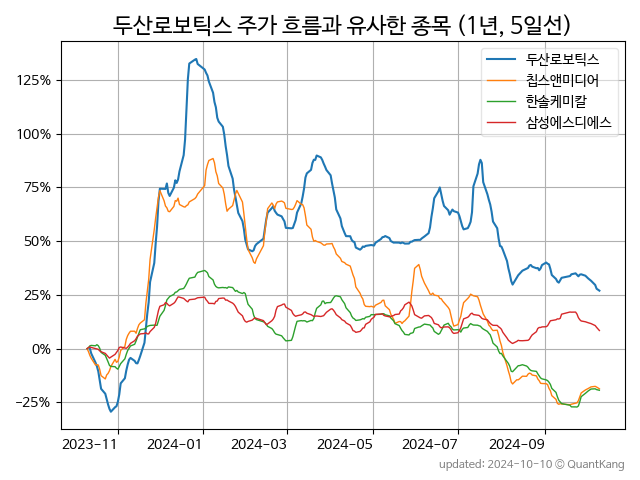 두산로보틱스 주가 흐름과 유사한 종목 (1년, 5일선)
두산로보틱스
칩스앤미디어
한솔케미칼
삼성에스디에스
125%
100%
75%
50%
25%
0%
−25%
2023-11 2024-01 2024-03 2024-05 2024-07 2024-09
updated: 2024-10-10 © QuantKang